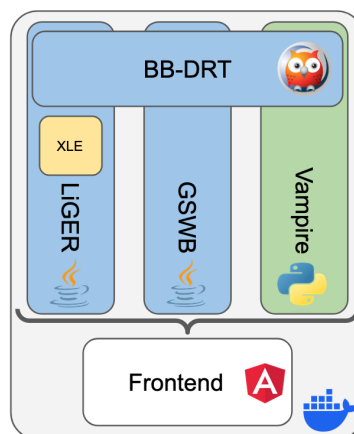 BB-DRT
XLE
LiGER
GSWB
Vampire
Frontend
A